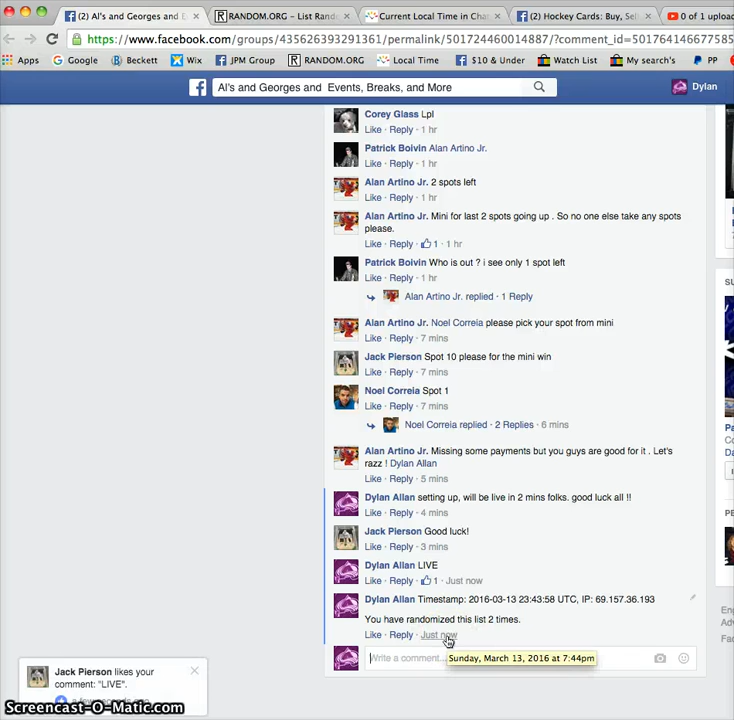 (2) Al's and Georges and E
RANDOM.ORG - List Rand
Current Local Time in Chat
(2) Hockey Cards: Buy, Sel
0 of 1 upload
https://www.facebook.com/groups/435626393291361/permalink/501724460014887/?comment_id=5017641466775
Apps Google Beckett Wix JPM Group RANDOM.ORG Local Time $10 & Under Watch List My search's PP
Al's and Georges and Events, Breaks, and More
Dylan
Corey Glass Lpl
Like · Reply · 1 hr
Patrick Boivin Alan Artino Jr.
Like · Reply · 1 hr
Alan Artino Jr. 2 spots left
Like · Reply · 1 hr
Alan Artino Jr. Mini for last 2 spots going up . So no one else take any spots
please.
Like · Reply · 1 · 1 hr
Patrick Boivin Who is out ? i see only 1 spot left
Like · Reply · 1 hr
Alan Artino Jr. replied · 1 Reply
Alan Artino Jr. Noel Correia please pick your spot from mini
Like · Reply · 7 mins
Jack Pierson Spot 10 please for the mini win
Like · Reply · 7 mins
Noel Correia Spot 1
Like · Reply · 7 mins
Noel Correia replied · 2 Replies · 6 mins
Alan Artino Jr. Missing some payments but you guys are good for it . Let's
razz ! Dylan Allan
Like · Reply · 5 mins
Dylan Allan setting up, will be live in 2 mins folks. good luck all !!
Like · Reply · 4 mins
Jack Pierson Good luck!
Like · Reply · 3 mins
Dylan Allan LIVE
Like · Reply · 1 · Just now
Dylan Allan Timestamp: 2016-03-13 23:43:58 UTC, IP: 69.157.36.193
You have randomized this list 2 times.
Like · Reply · Just now
Write a comment...
Sunday, March 13, 2016 at 7:44pm
Jack Pierson likes your
comment: "LIVE".
Screencast-O-Matic.com